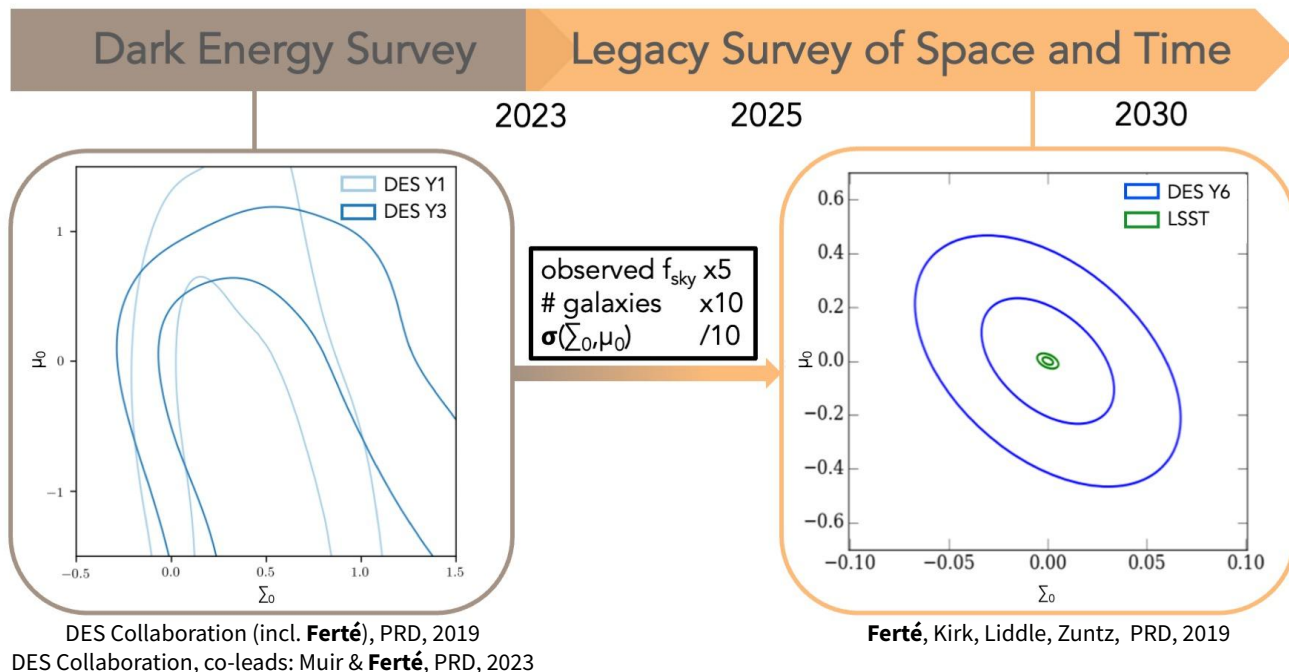 Dark Energy Survey
Legacy Survey of Space and Time
2023
2025
2030
DES Y1
DES Y3
1
0
−1
μ₀
−0.5
0.0
0.5
1.0
1.5
∑₀
observed fsky x5
# galaxies x10
σ(∑₀,μ₀) /10
DES Y6
LSST
0.6
0.4
0.2
0.0
−0.2
−0.4
−0.6
μ₀
−0.10
−0.05
0.00
0.05
0.10
∑₀
DES Collaboration (incl. Ferté), PRD, 2019
DES Collaboration, co-leads: Muir & Ferté, PRD, 2023
Ferté, Kirk, Liddle, Zuntz, PRD, 2019